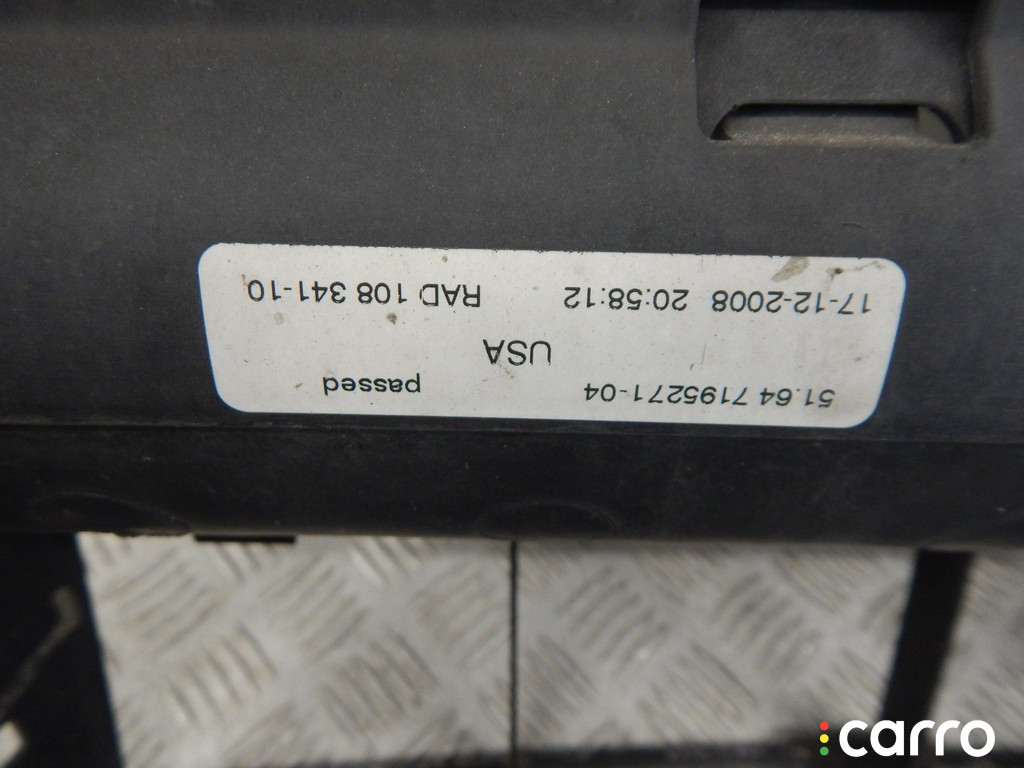 51.64 7195271-04 passed
USA
17-12-2008 20:58:12 RAD 108 341-10
carro